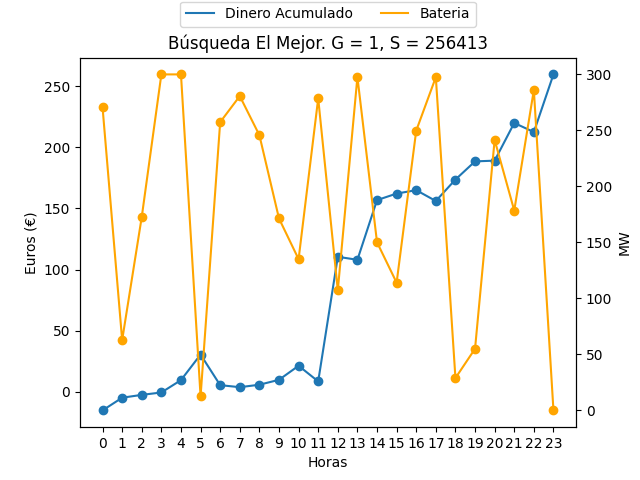 Dinero Acumulado Bateria
Búsqueda El Mejor. G = 1, S = 256413
Euros (€)
250
200
150
100
50
0
300
250
200
150
100
50
0
MW
0 1 2 3 4 5 6 7 8 9 10 11 12 13 14 15 16 17 18 19 20 21 22 23
Horas